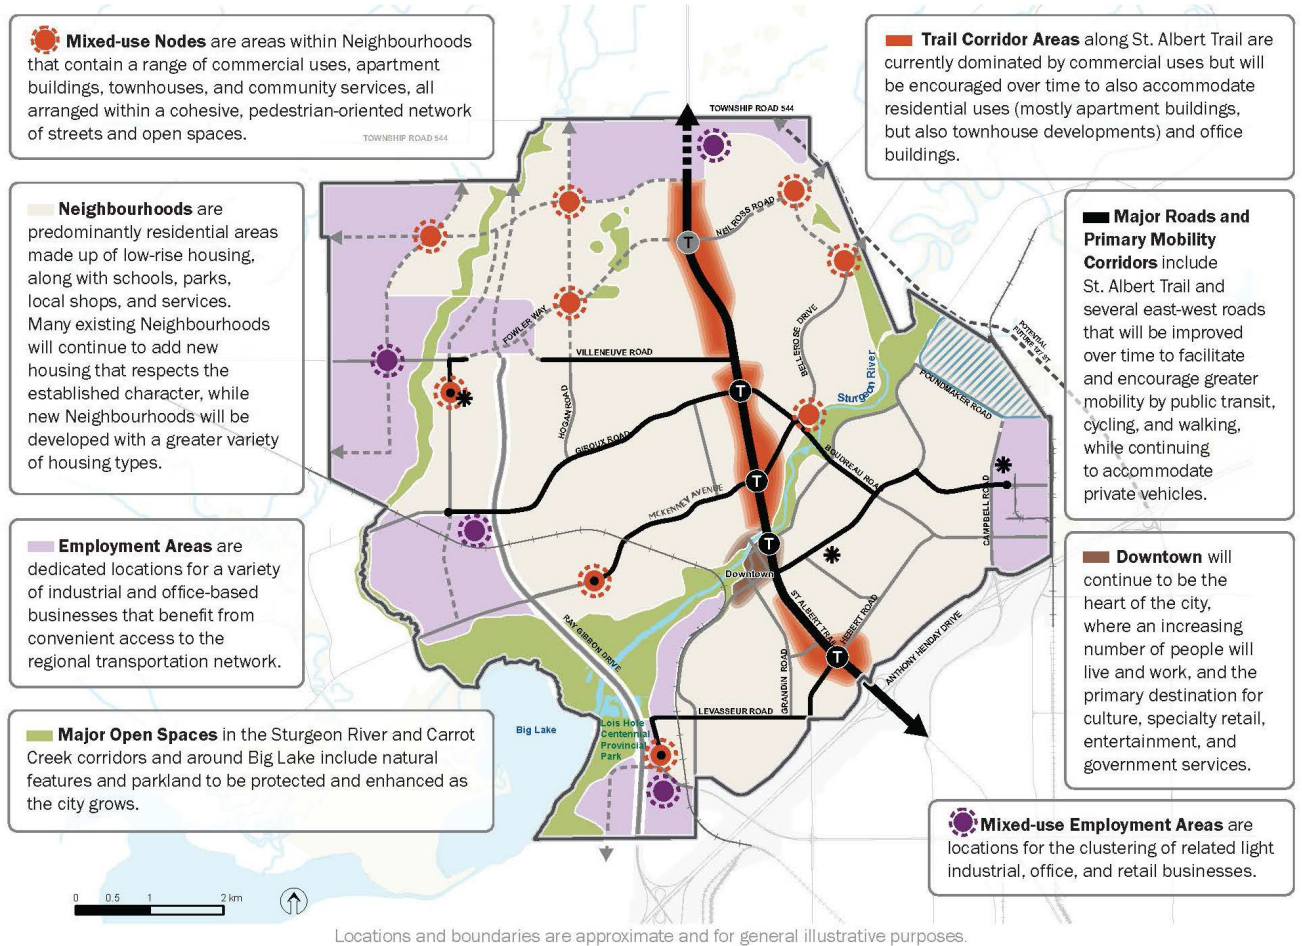 Mixed-use Nodes are areas within Neighbourhoods
that contain a range of commercial uses, apartment
buildings, townhouses, and community services, all
arranged within a cohesive, pedestrian-oriented network
of streets and open spaces.
TOWNSHIP ROAD 544
Trail Corridor Areas along St. Albert Trail are
currently dominated by commercial uses but will
be encouraged over time to also accommodate
residential uses (mostly apartment buildings,
but also townhouse developments) and office
buildings.
Neighbourhoods are
predominantly residential areas
made up of low-rise housing,
along with schools, parks,
local shops, and services.
Many existing Neighbourhoods
will continue to add new
housing that respects the
established character, while
new Neighbourhoods will be
developed with a greater variety
of housing types.
Major Roads and
Primary Mobility
Corridors include
St. Albert Trail and
several east-west roads
that will be improved
over time to facilitate
and encourage greater
mobility by public transit,
cycling, and walking,
while continuing
to accommodate
private vehicles.
Employment Areas are
dedicated locations for a variety
of industrial and office-based
businesses that benefit from
convenient access to the
regional transportation network.
Downtown will
continue to be the
heart of the city,
where an increasing
number of people will
live and work, and the
primary destination for
culture, specialty retail,
entertainment, and
government services.
Major Open Spaces in the Sturgeon River and Carrot
Creek corridors and around Big Lake include natural
features and parkland to be protected and enhanced as
the city grows.
Mixed-use Employment Areas are
locations for the clustering of related light
industrial, office, and retail businesses.
TOWNSHIP ROAD 544
NEIL ROSS ROAD
T
FOWLER WAY
VILLENEUVE ROAD
BELLEROSE DRIVE
Sturgeon River
POTENTIAL
FUTURE 127 ST
POUNDMAKER ROAD
T
HOGAN ROAD
GIROUX ROAD
BOUDREAU ROAD
T
MCKENNEY AVENUE
CAMPBELL ROAD
T
Downtown
ST ALBERT TRAIL
HEBERT ROAD
T
RAY GIBBON DRIVE
GRANDIN ROAD
ANTHONY HENDAY DRIVE
LEVASSEUR ROAD
Big Lake
Lois Hole
Centennial
Provincial
Park
0 0.5 1 2 km
Locations and boundaries are approximate and for general illustrative purposes.